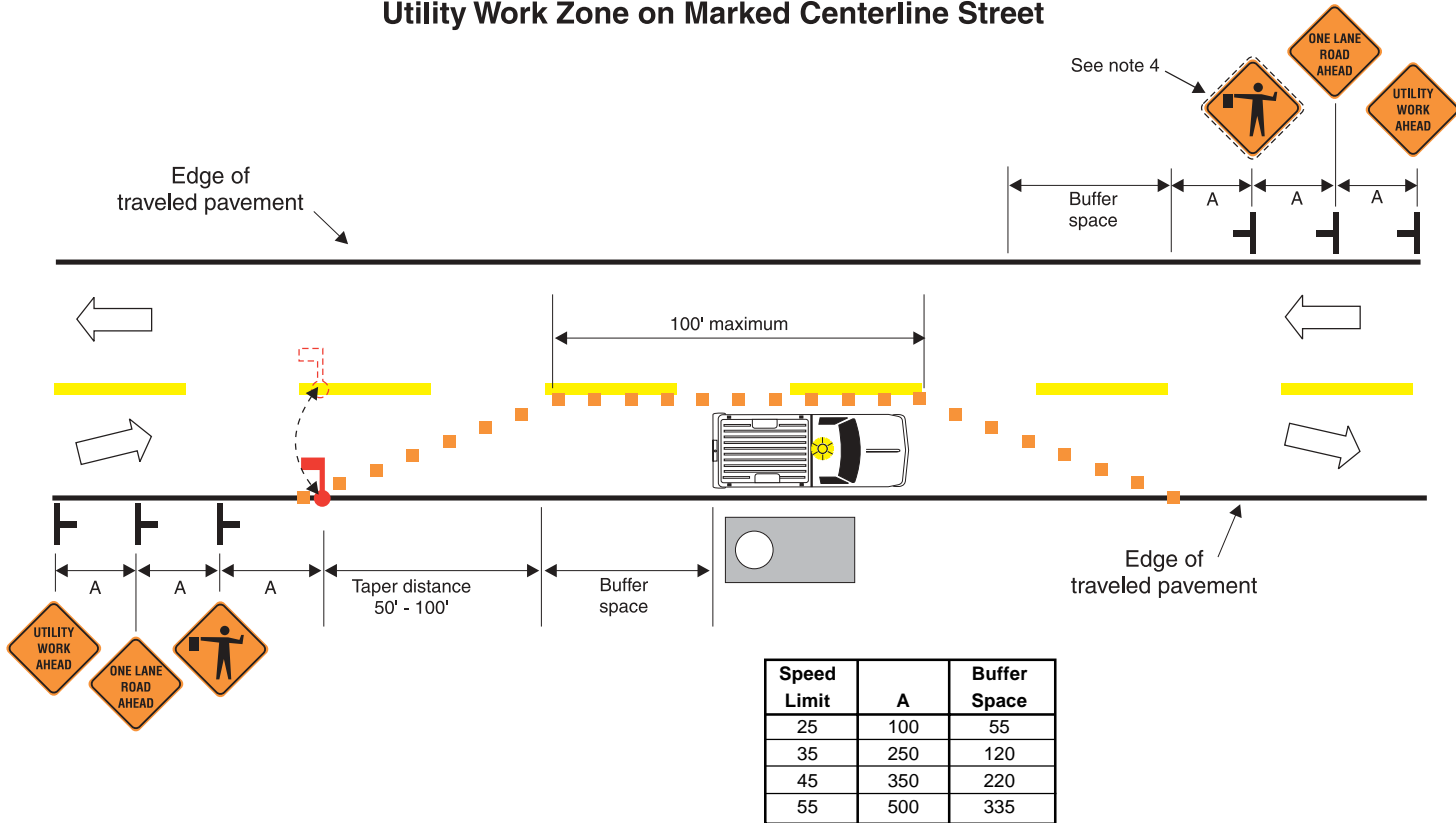 Utility Work Zone on Marked Centerline Street
See note 4
ONE LANE
ROAD
AHEAD
UTILITY
WORK
AHEAD
Edge of
traveled pavement
Buffer
space
A
A
A
100' maximum
A
A
A
Taper distance
50' - 100'
Buffer
space
Edge of
traveled pavement
UTILITY
WORK
AHEAD
ONE LANE
ROAD
AHEAD
Speed
Limit
A
Buffer
Space
25 100 55
35 250 120
45 350 220
55 500 335